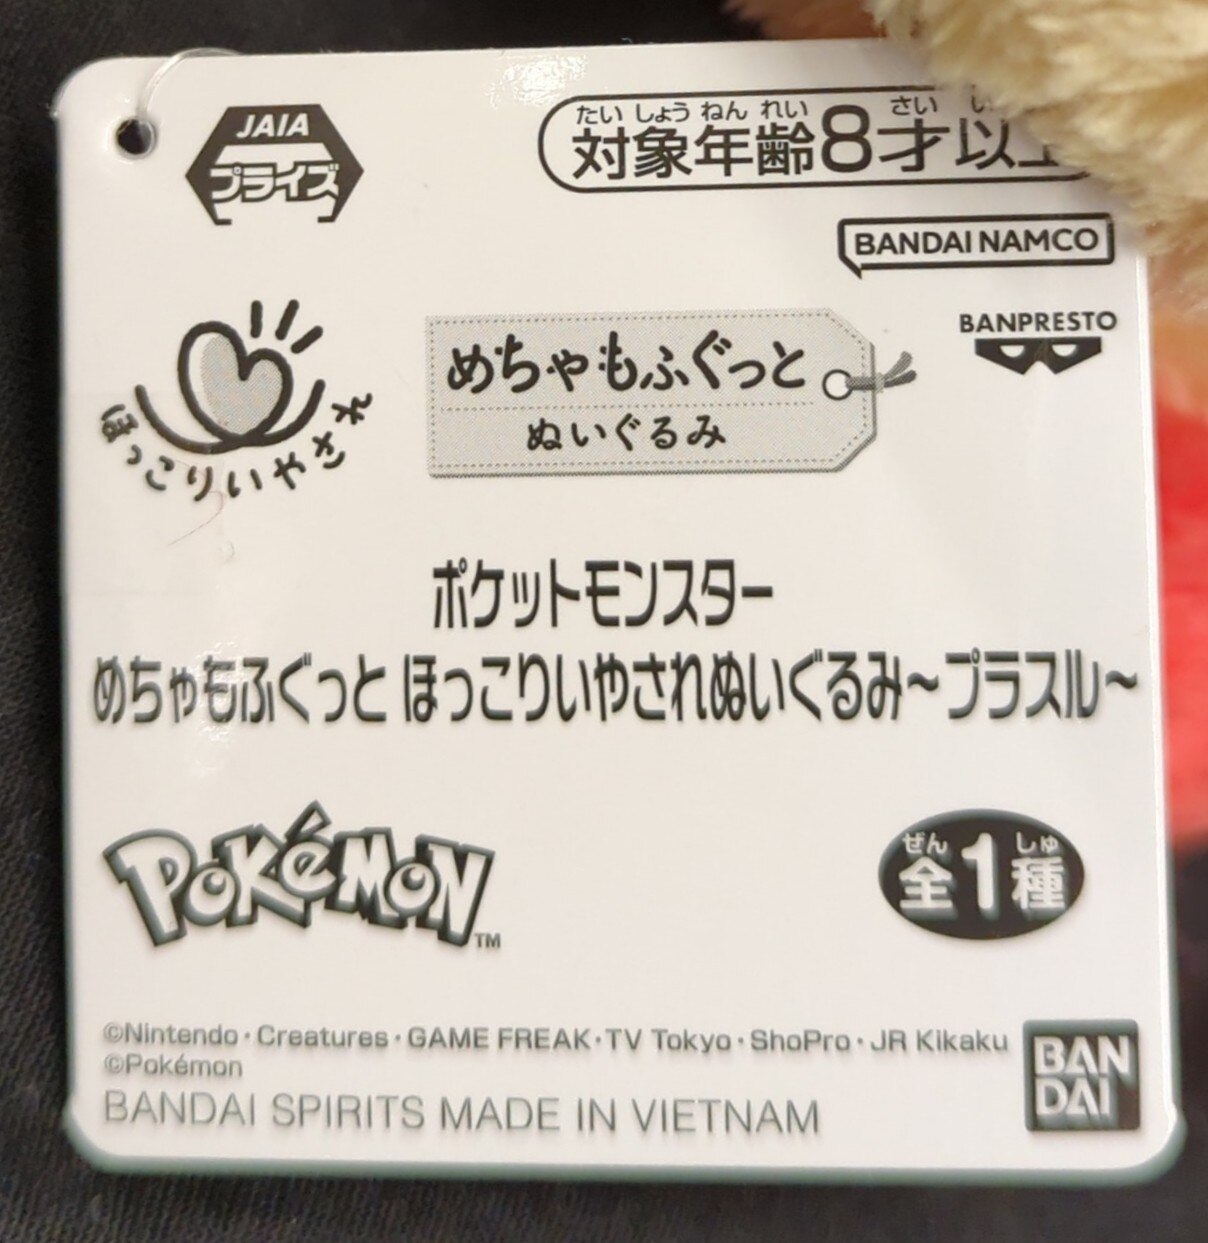 JAIA
プライズ
たいしょうねんれい さい い
対象年齢8才以上
BANDAI NAMCO
BANPRESTO
ほっこりいやされ
めちゃもふぐっと
ぬいぐるみ
ポケットモンスター
めちゃもふぐっと ほっこりいやされぬいぐるみ～プラスル～
POKéMON™
ぜん しゅ
全1種
©Nintendo・Creatures・GAME FREAK・TV Tokyo・ShoPro・JR Kikaku
©Pokémon
BANDAI SPIRITS MADE IN VIETNAM
BAN
DAI